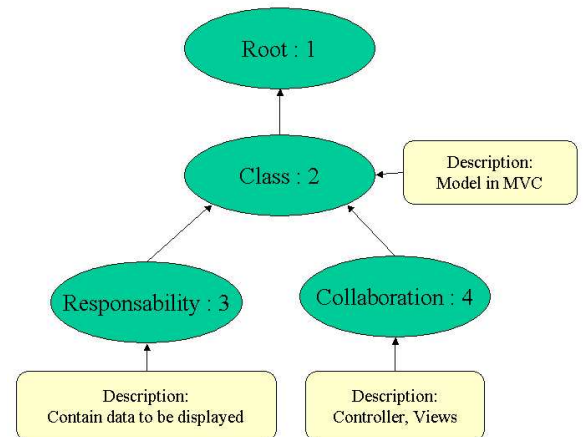 Root : 1
Class : 2
Description:
Model in MVC
Responsability : 3
Collaboration : 4
Description:
Contain data to be displayed
Description:
Controller, Views